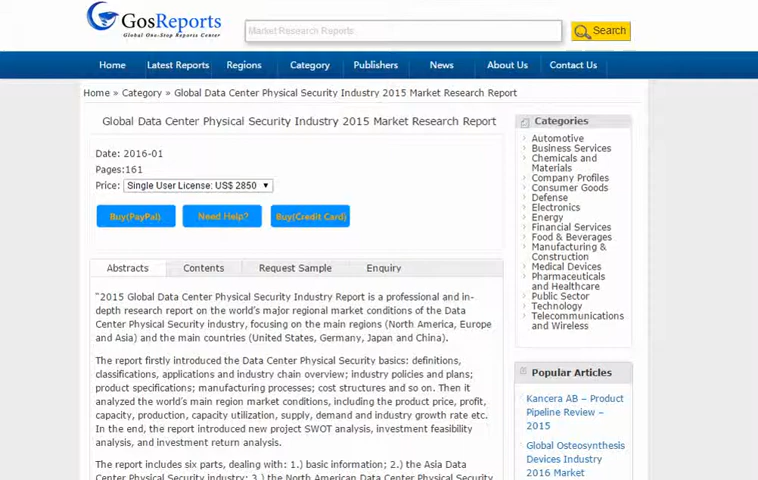 GosReports
Global One-Stop Reports Center
Market Research Reports
Search
Home
Latest Reports
Regions
Category
Publishers
News
About Us
Contact Us
Home » Category » Global Data Center Physical Security Industry 2015 Market Research Report
Global Data Center Physical Security Industry 2015 Market Research Report
Date: 2016-01
Pages:161
Price: Single User License: US$ 2850
Buy(PayPal)
Need Help?
Buy(Credit Card)
Abstracts
Contents
Request Sample
Enquiry
"2015 Global Data Center Physical Security Industry Report is a professional and in-
depth research report on the world's major regional market conditions of the Data
Center Physical Security industry, focusing on the main regions (North America, Europe
and Asia) and the main countries (United States, Germany, Japan and China).
The report firstly introduced the Data Center Physical Security basics: definitions,
classifications, applications and industry chain overview; industry policies and plans;
product specifications; manufacturing processes; cost structures and so on. Then it
analyzed the world's main region market conditions, including the product price, profit,
capacity, production, capacity utilization, supply, demand and industry growth rate etc.
In the end, the report introduced new project SWOT analysis, investment feasibility
analysis, and investment return analysis.
The report includes six parts, dealing with: 1.) basic information; 2.) the Asia Data
Center Physical Security industry; 3.) the North American Data Center Physical Security
Categories
Automotive
Business Services
Chemicals and
Materials
Company Profiles
Consumer Goods
Defense
Electronics
Energy
Financial Services
Food & Beverages
Manufacturing &
Construction
Medical Devices
Pharmaceuticals
and Healthcare
Public Sector
Technology
Telecommunications
and Wireless
Popular Articles
Kancera AB – Product
Pipeline Review –
2015
Global Osteosynthesis
Devices Industry
2016 Market